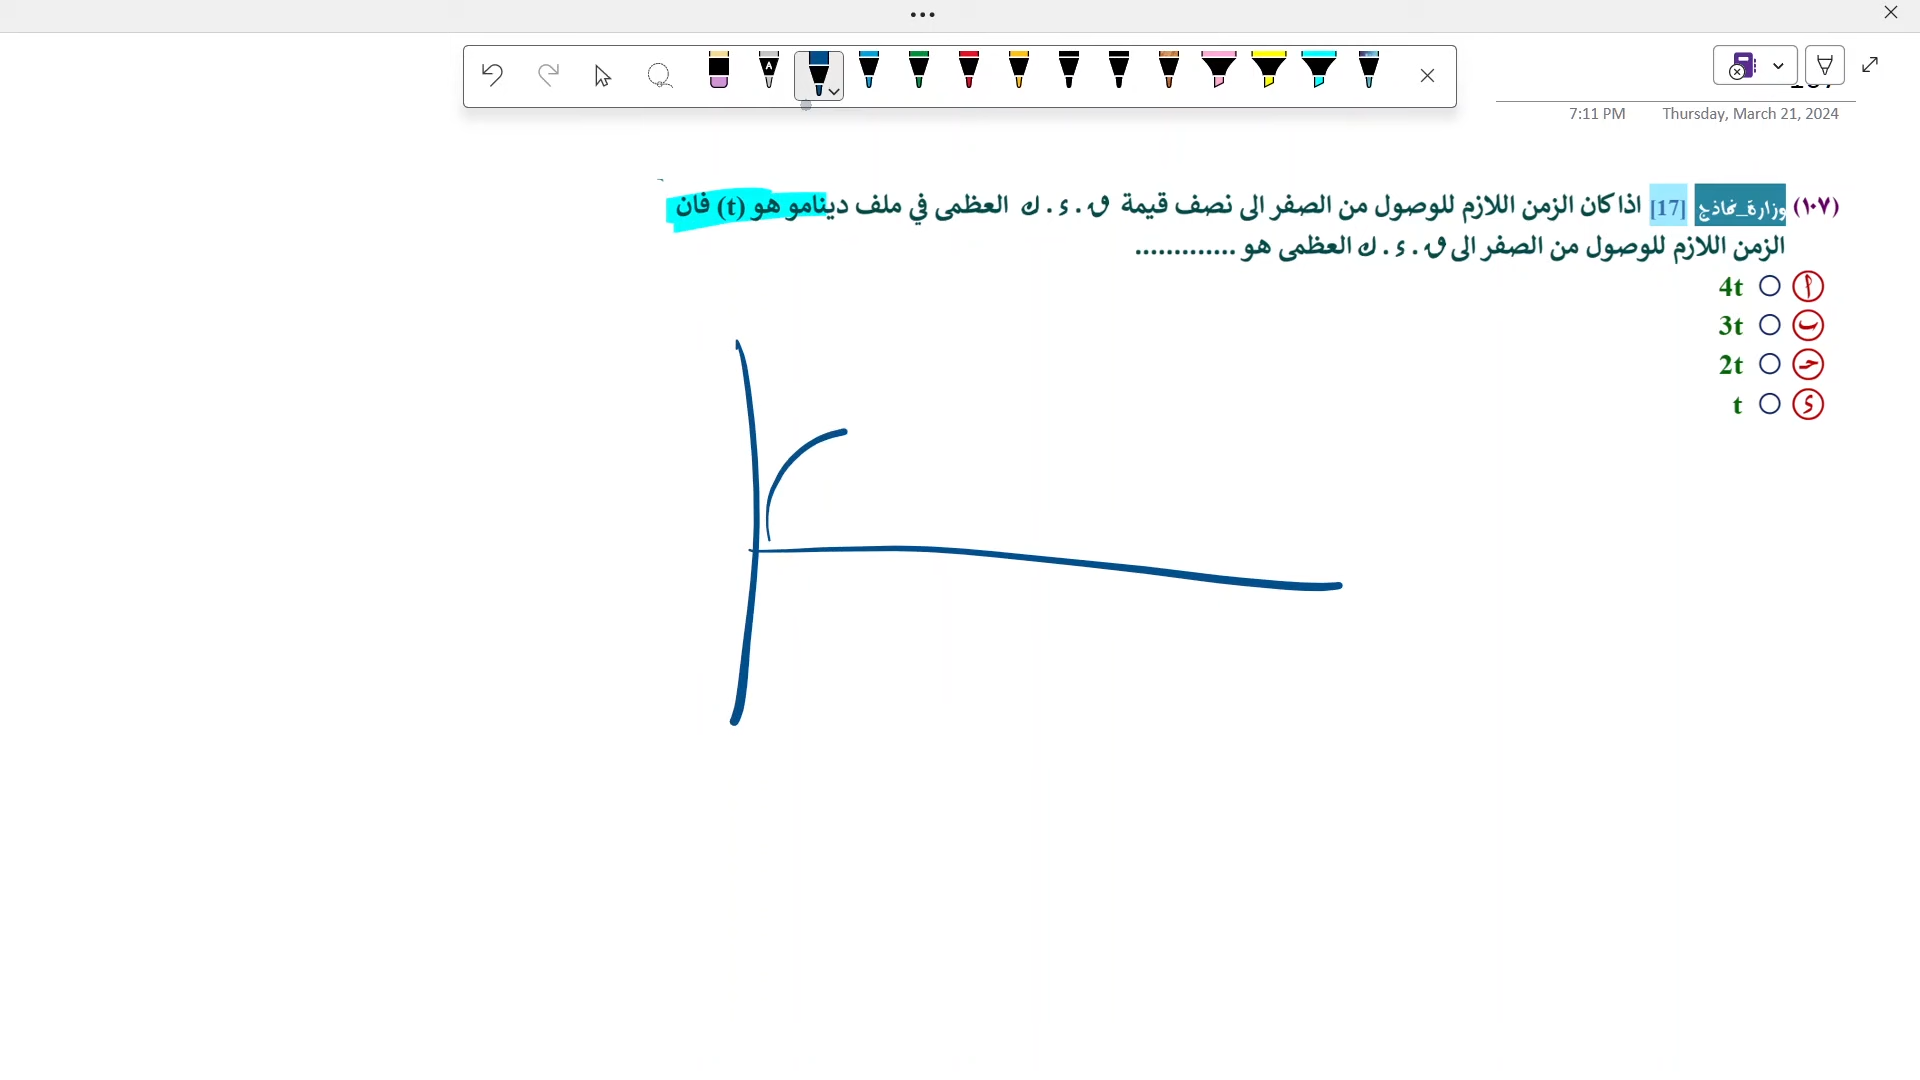 7:11 PM Thursday, March 21, 2024
(١٠٧) وزارة_نماذج [17] اذا كان الزمن اللازم للوصول من الصفر الى نصف قيمة ق . ء . ك العظمى في ملف دينامو هو (t) فان
الزمن اللازم للوصول من الصفر الى ق . ء . ك العظمى هو .............
أ 4t
ب 3t
حـ 2t
ء t